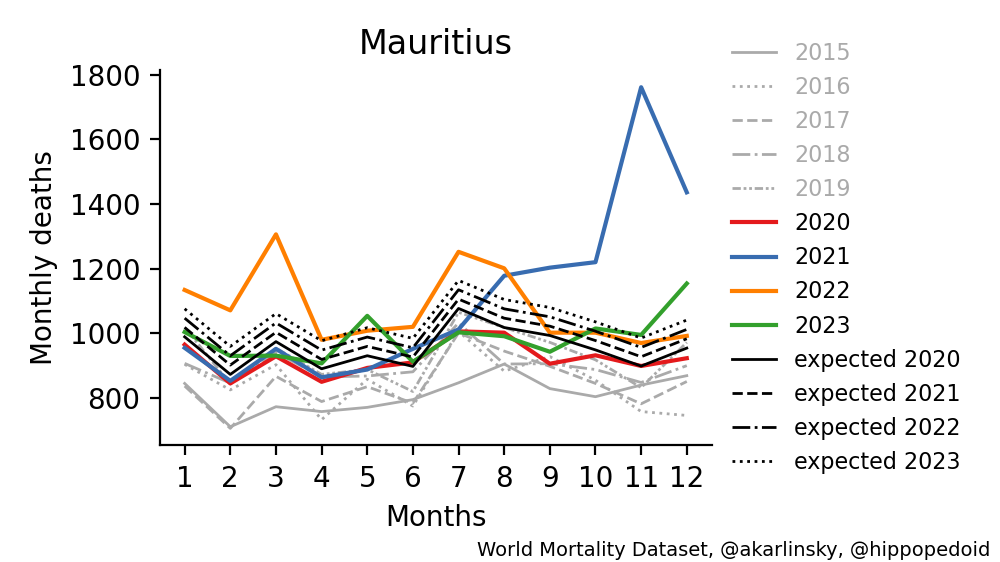 Mauritius
Monthly deaths
1800
1600
1400
1200
1000
800
1 2 3 4 5 6 7 8 9 10 11 12
Months
2015
2016
2017
2018
2019
2020
2021
2022
2023
expected 2020
expected 2021
expected 2022
expected 2023
World Mortality Dataset, @akarlinsky, @hippopedoid